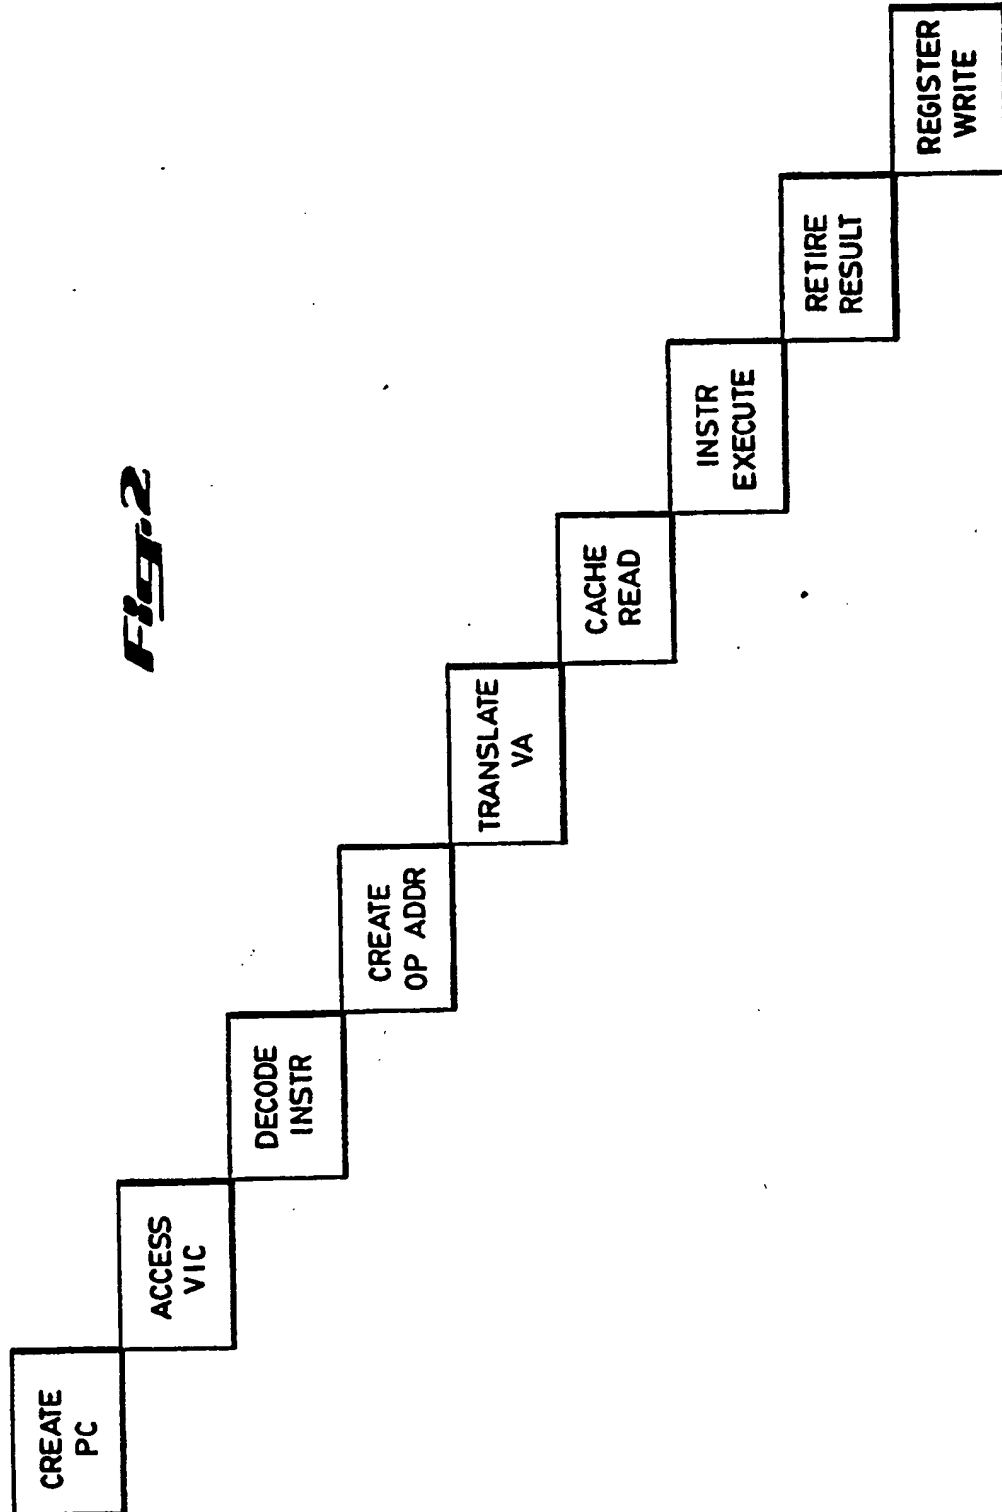 Fig. 2
CREATE
PC
ACCESS
VIC
DECODE
INSTR
CREATE
OP ADDR
TRANSLATE
VA
CACHE
READ
INSTR
EXECUTE
RETIRE
RESULT
REGISTER
WRITE